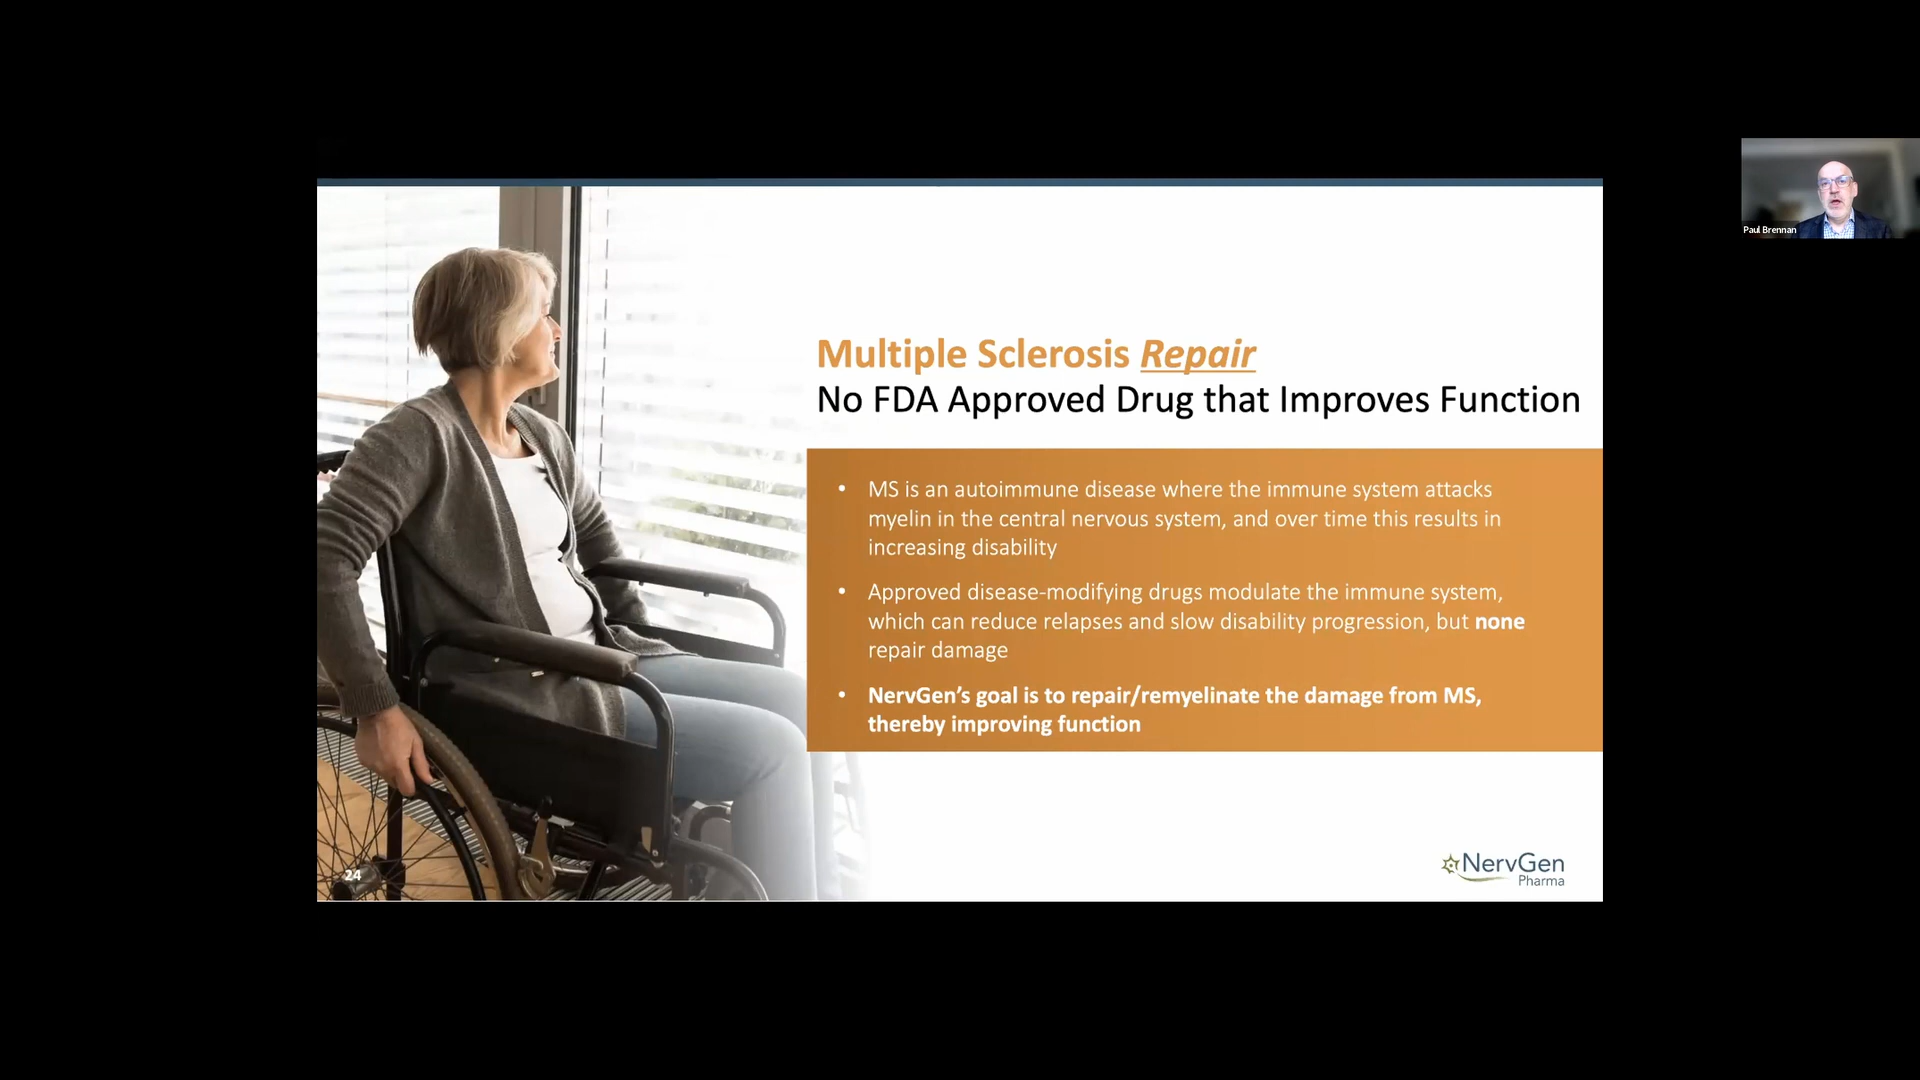 Paul Brennan
Multiple Sclerosis Repair
No FDA Approved Drug that Improves Function
• MS is an autoimmune disease where the immune system attacks
myelin in the central nervous system, and over time this results in
increasing disability
• Approved disease-modifying drugs modulate the immune system,
which can reduce relapses and slow disability progression, but none
repair damage
• NervGen’s goal is to repair/remyelinate the damage from MS,
thereby improving function
24
NervGen
Pharma